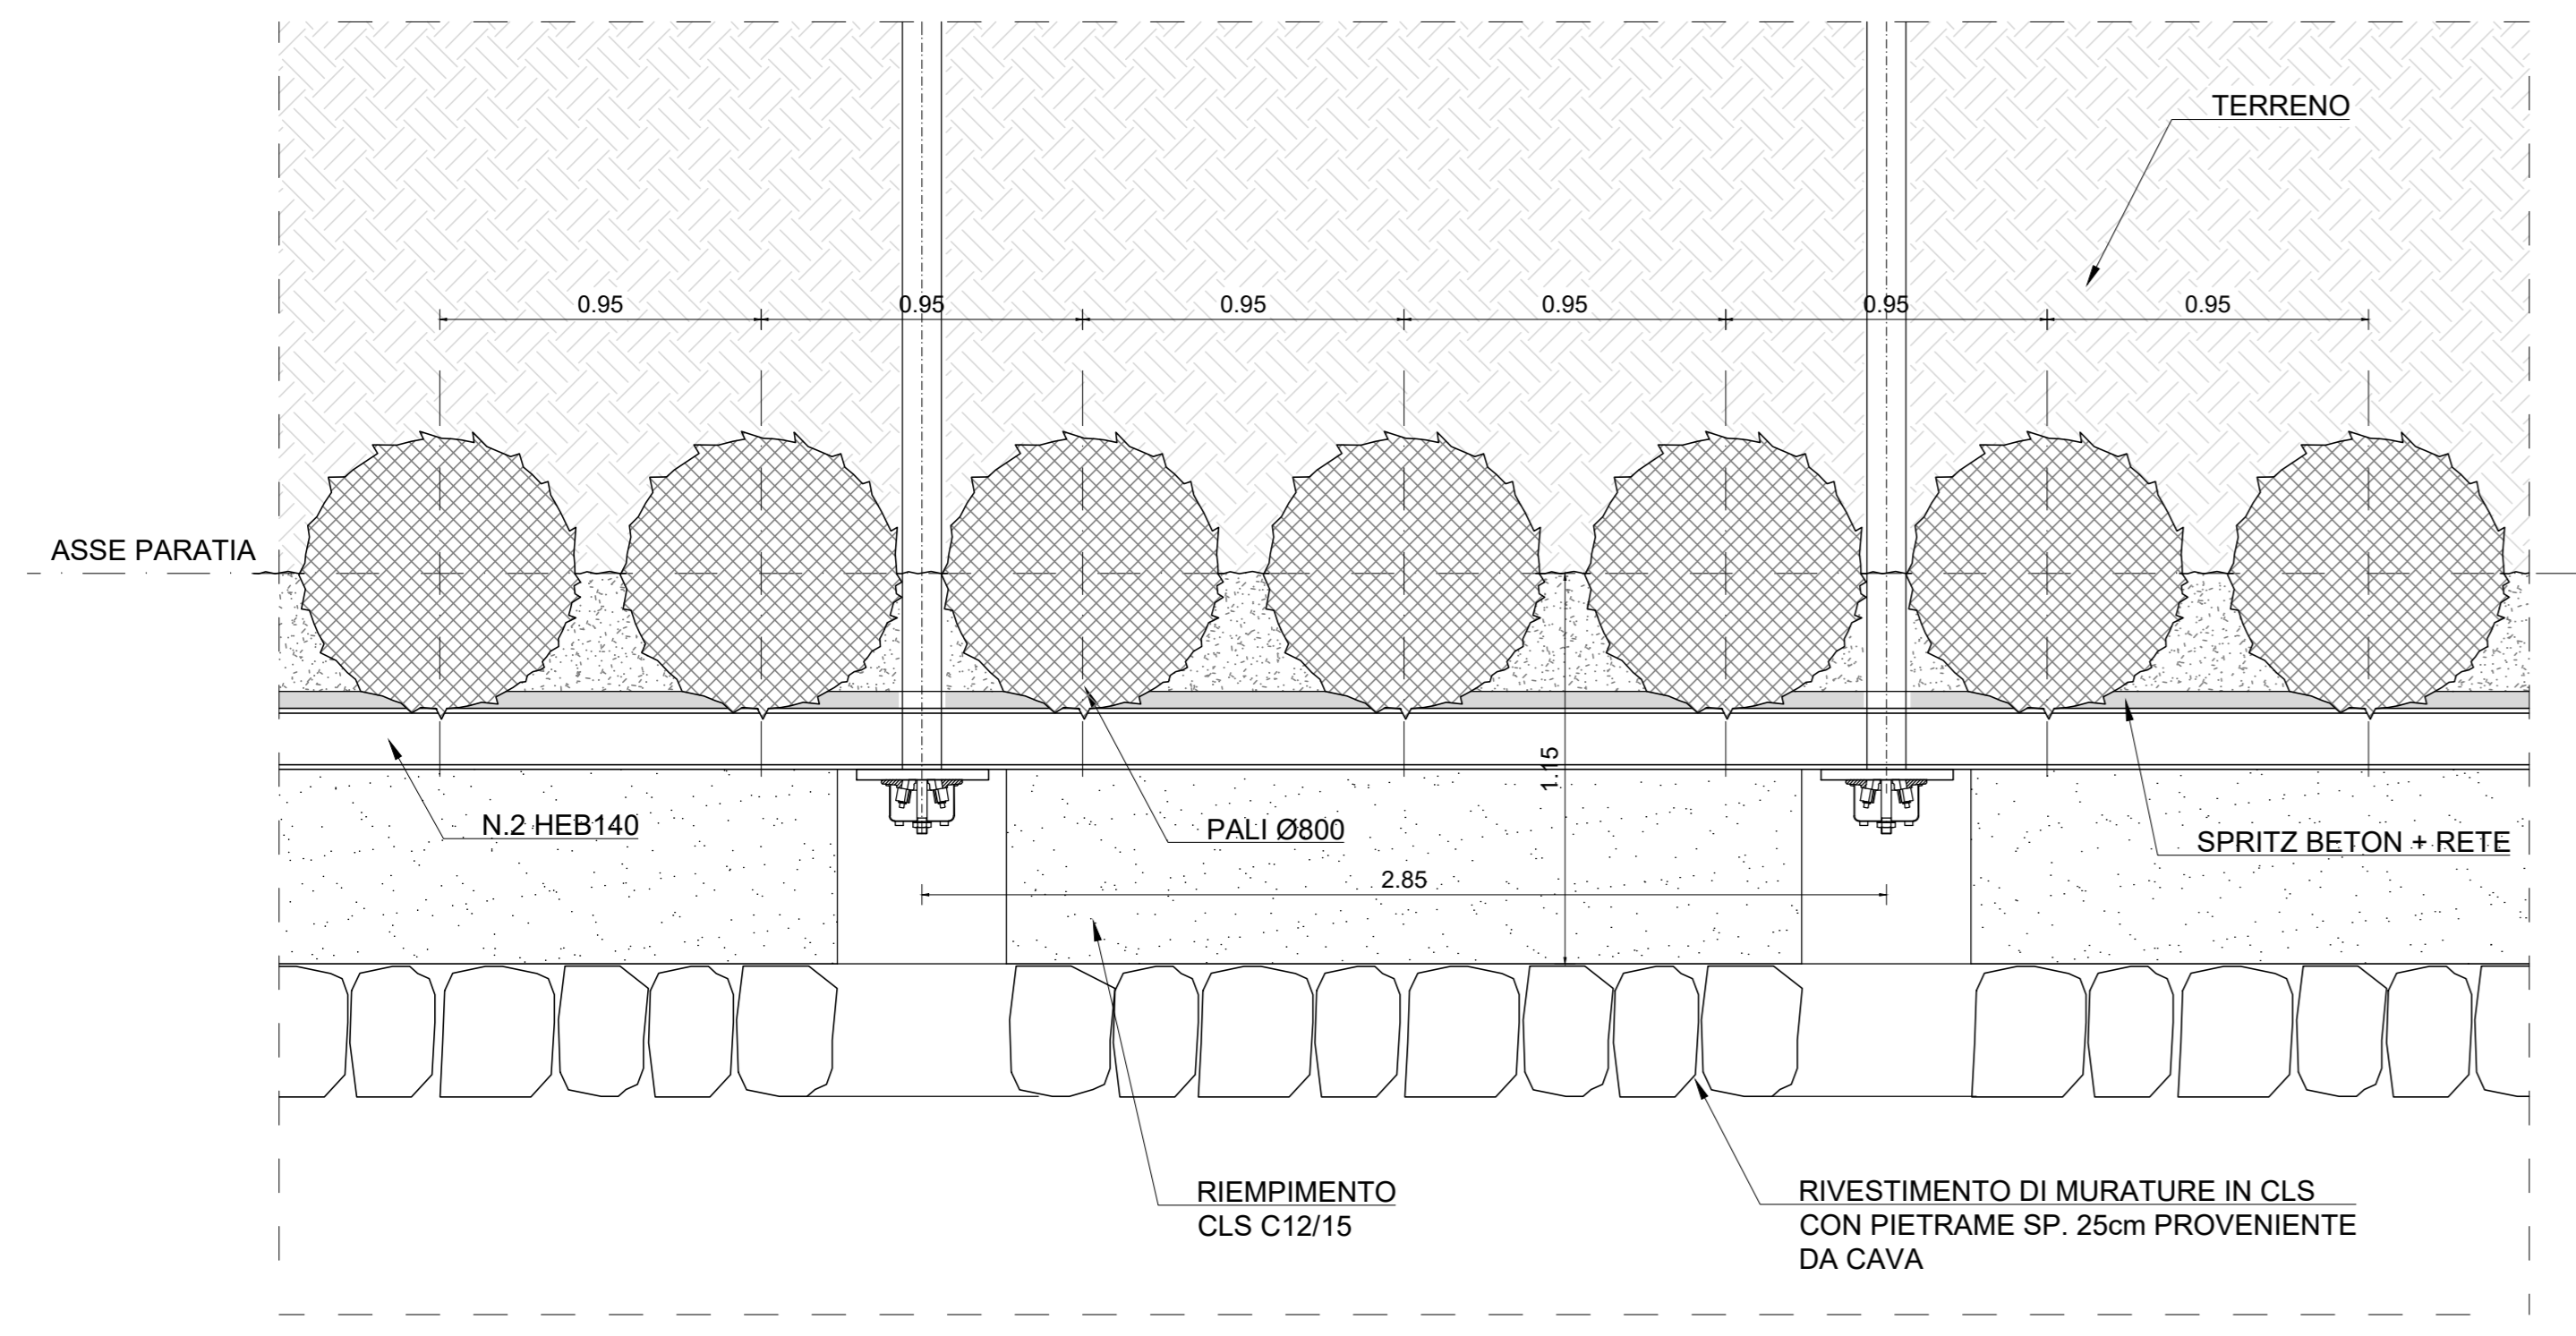 TERRENO
0.95
0.95
0.95
0.95
0.95
0.95
ASSE PARATIA
1.15
N.2 HEB140
PALI Ø800
SPRITZ BETON + RETE
2.85
RIEMPIMENTO
CLS C12/15
RIVESTIMENTO DI MURATURE IN CLS
CON PIETRAME SP. 25cm PROVENIENTE
DA CAVA